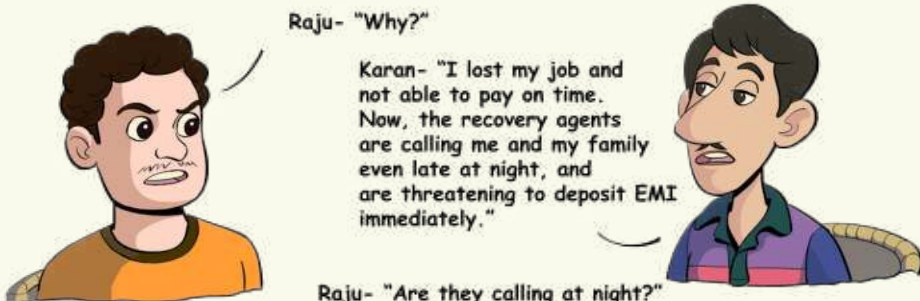 Raju- “Why?”
Karan- “I lost my job and
not able to pay on time.
Now, the recovery agents
are calling me and my family
even late at night, and
are threatening to deposit EMI
immediately.”
Raju- “Are they calling at night?”